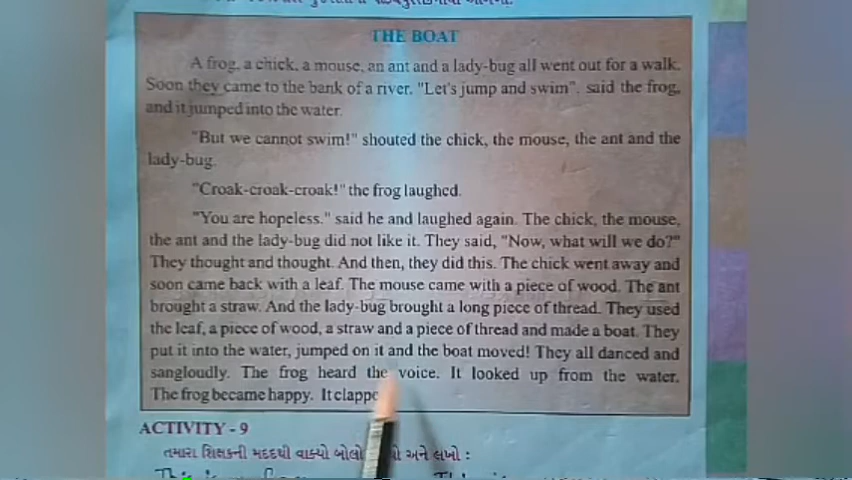 THE BOAT
A frog, a chick, a mouse, an ant and a lady-bug all went out for a walk.
Soon they came to the bank of a river. "Let's jump and swim". said the frog,
and it jumped into the water.
"But we cannot swim!" shouted the chick, the mouse, the ant and the
lady-bug.
"Croak-croak-croak!" the frog laughed.
"You are hopeless." said he and laughed again. The chick, the mouse,
the ant and the lady-bug did not like it. They said, "Now, what will we do?"
They thought and thought. And then, they did this. The chick went away and
soon came back with a leaf. The mouse came with a piece of wood. The ant
brought a straw. And the lady-bug brought a long piece of thread. They used
the leaf, a piece of wood, a straw and a piece of thread and made a boat. They
put it into the water, jumped on it and the boat moved! They all danced and
sangloudly. The frog heard the voice. It looked up from the water.
The frog became happy. It clappe
ACTIVITY - 9
તમારા શિક્ષકની મદદથી વાક્યો બોલો અને લખો :